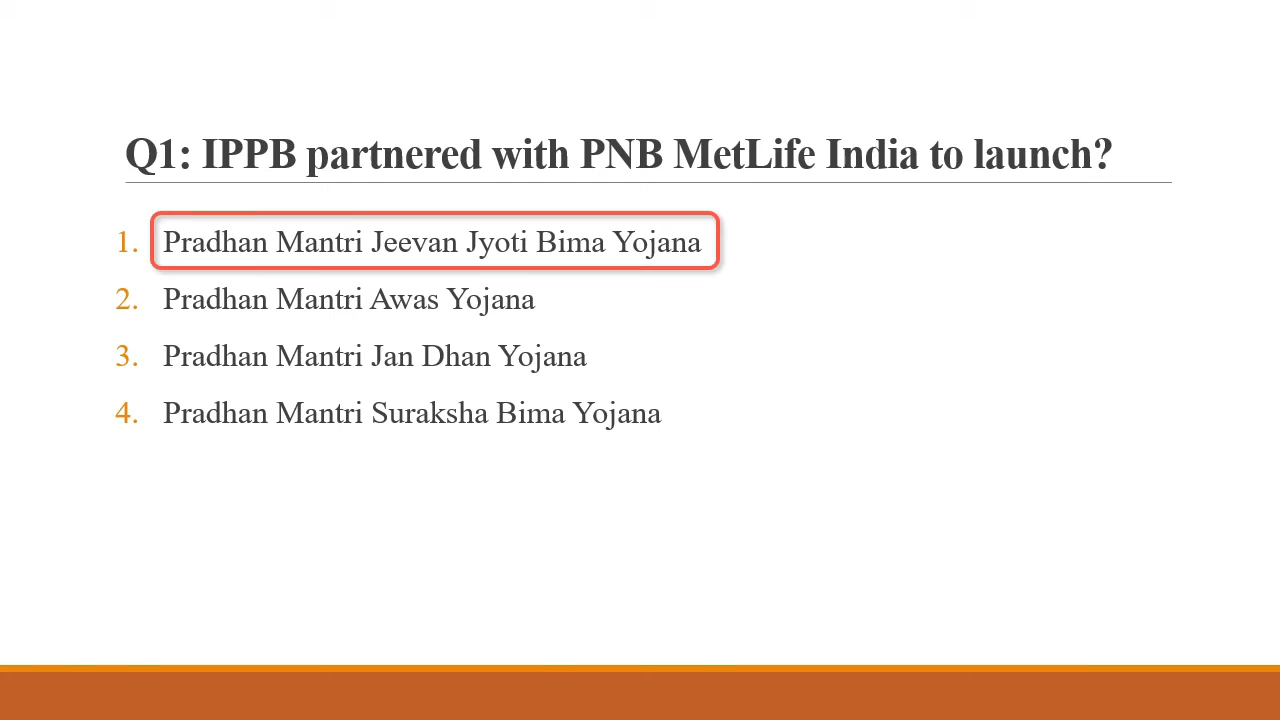 Q1: IPPB partnered with PNB MetLife India to launch?
1. Pradhan Mantri Jeevan Jyoti Bima Yojana
2. Pradhan Mantri Awas Yojana
3. Pradhan Mantri Jan Dhan Yojana
4. Pradhan Mantri Suraksha Bima Yojana